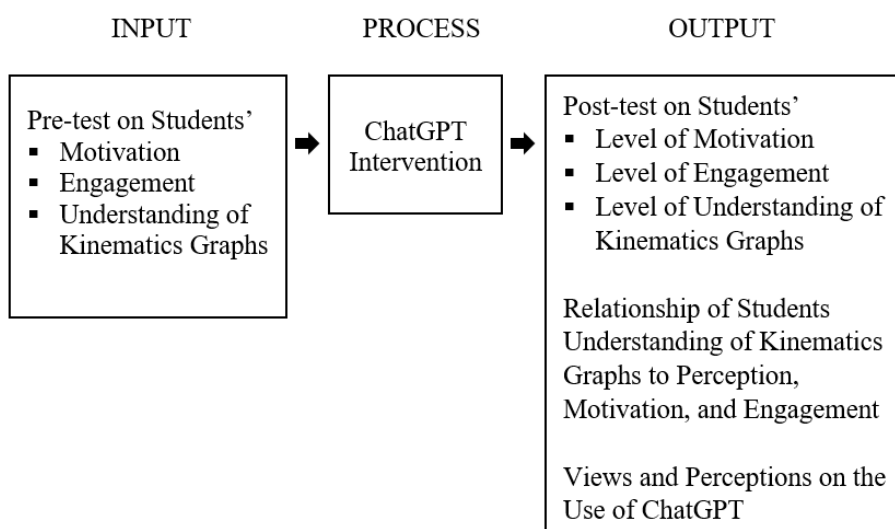 INPUT
Pre-test on Students’
▪ Motivation
▪ Engagement
▪ Understanding of
Kinematics Graphs
PROCESS
ChatGPT
Intervention
OUTPUT
Post-test on Students’
▪ Level of Motivation
▪ Level of Engagement
▪ Level of Understanding of
Kinematics Graphs
Relationship of Students
Understanding of Kinematics
Graphs to Perception,
Motivation, and Engagement
Views and Perceptions on the
Use of ChatGPT